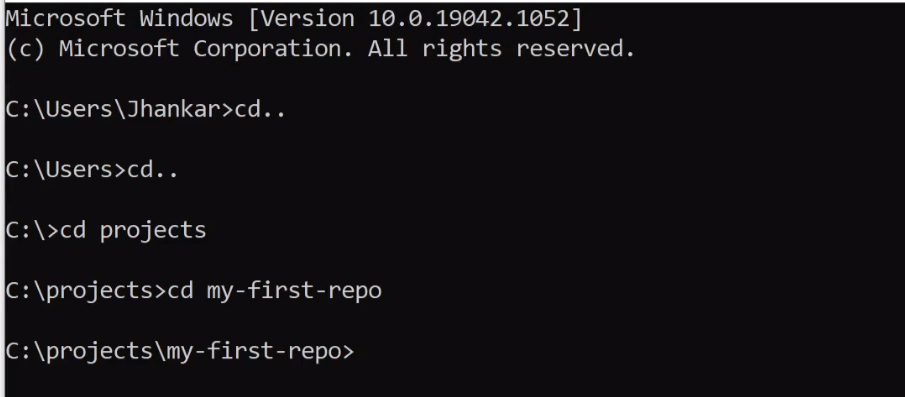 Microsoft Windows [Version 10.0.19042.1052]
(c) Microsoft Corporation. All rights reserved.
C:\Users\Jhankar>cd..
C:\Users>cd..
C:\>cd projects
C:\projects>cd my-first-repo
C:\projects\my-first-repo>